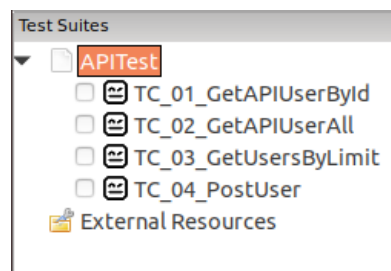 Test Suites
APITest
TC_01_GetAPIUserById
TC_02_GetAPIUserAll
TC_03_GetUsersByLimit
TC_04_PostUser
External Resources